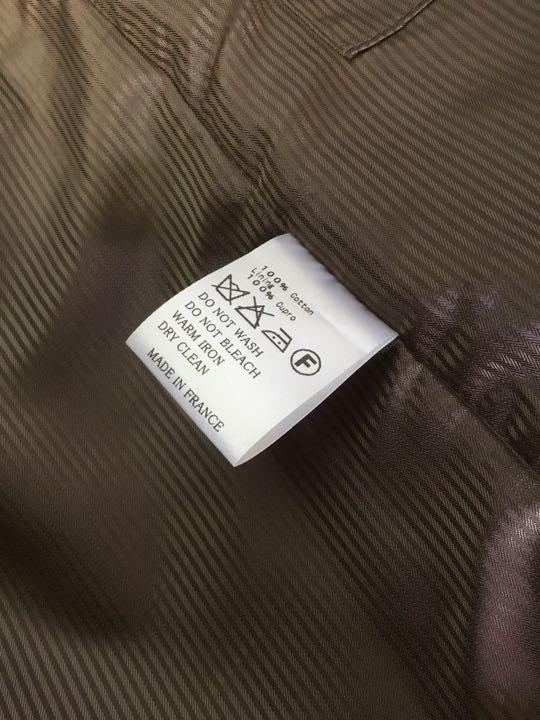 100% Cotton
Lining
100% Cupro
F
DO NOT WASH
DO NOT BLEACH
WARM IRON
DRY CLEAN
MADE IN FRANCE